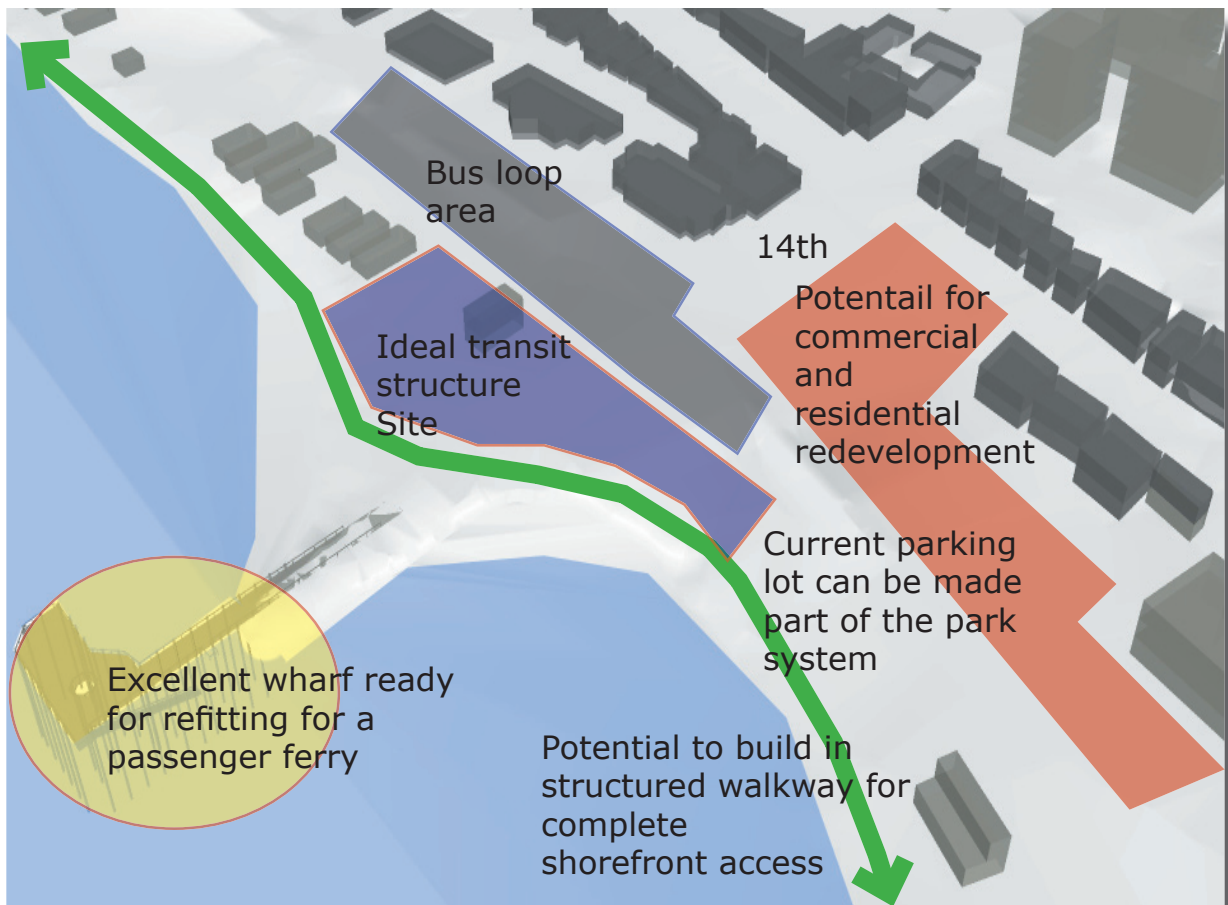 Bus loop
area
14th
Potentail for
commercial
and
residential
redevelopment
Ideal transit
structure
Site
Current parking
lot can be made
part of the park
system
Excellent wharf ready
for refitting for a
passenger ferry
Potential to build in
structured walkway for
complete
shorefront access